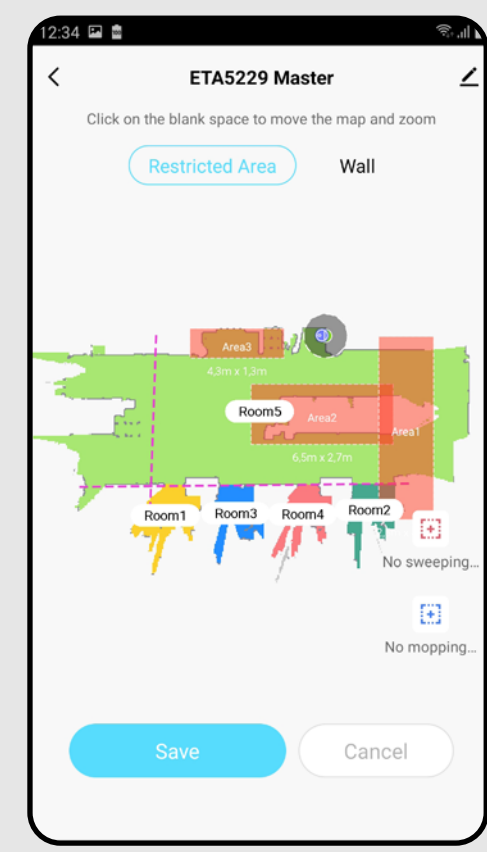 12:34
ETA5229 Master
Click on the blank space to move the map and zoom
Restricted Area Wall
Area3
4,3m x 1,3m
Room5
Area2
Area1
6,5m x 2,7m
Room1 Room3 Room4 Room2
No sweeping...
No mopping...
Save Cancel